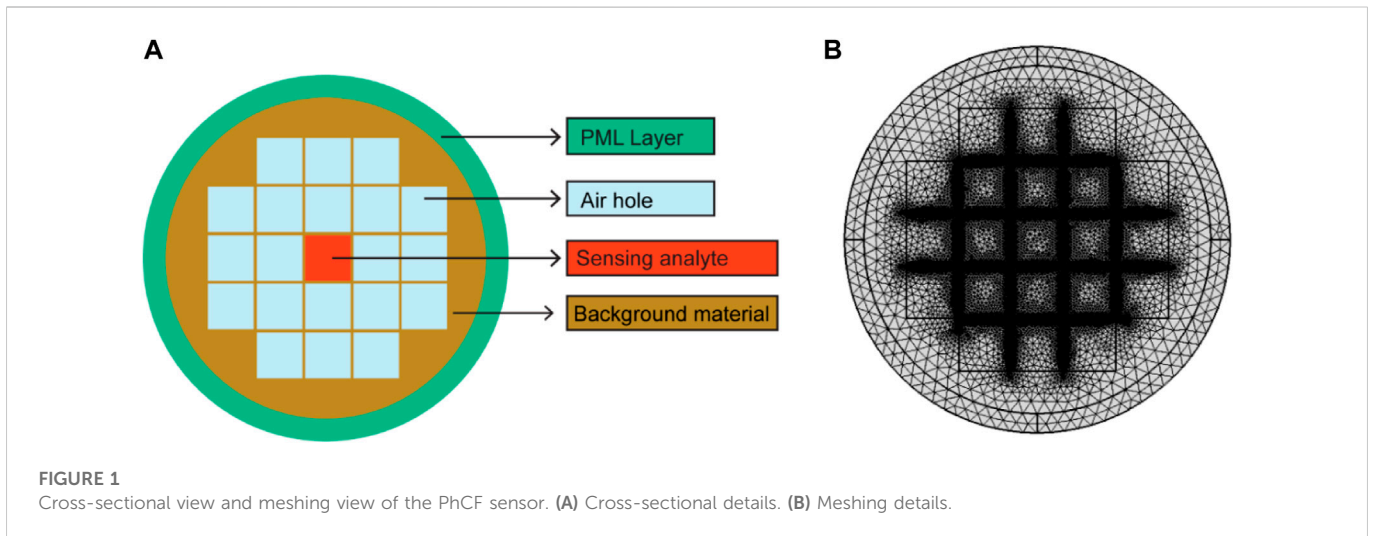 A
B
PML Layer
Air hole
Sensing analyte
Background material
FIGURE 1
Cross-sectional view and meshing view of the PhCF sensor. (A) Cross-sectional details. (B) Meshing details.